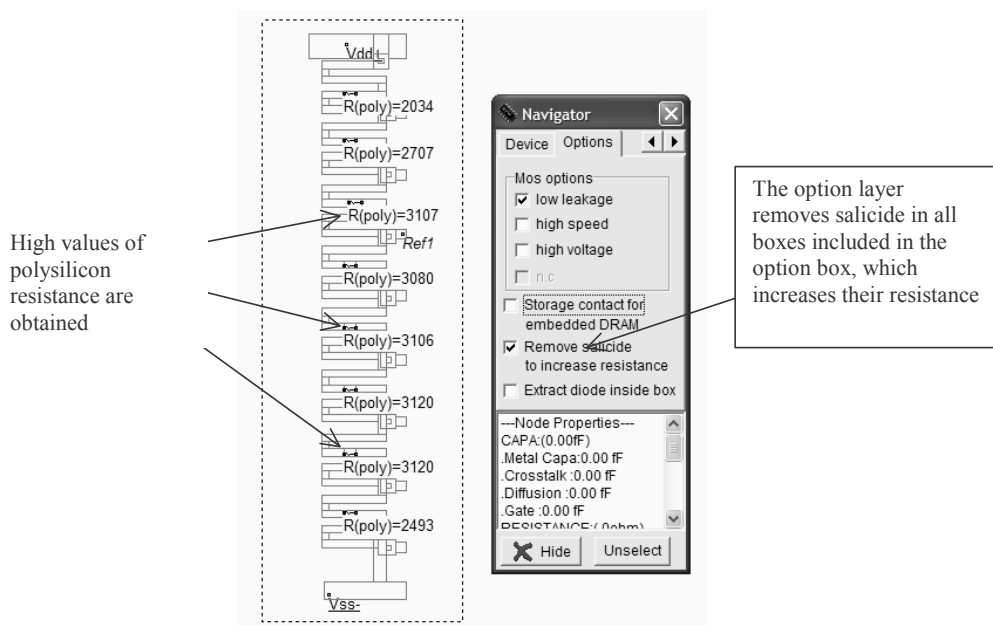 High values of
polysilicon
resistance are
obtained
Vdd+
R(poly)=2034
R(poly)=2707
R(poly)=3107
Ref1
R(poly)=3080
R(poly)=3106
R(poly)=3120
R(poly)=3120
R(poly)=2493
Vss-
Navigator
Device Options
Mos options
low leakage
high speed
high voltage
n.c
Storage contact for
embedded DRAM
Remove salicide
to increase resistance
Extract diode inside box
---Node Properties---
CAPA:(0.00fF)
.Metal Capa:0.00 fF
.Crosstalk :0.00 fF
.Diffusion :0.00 fF
.Gate :0.00 fF
RESISTANCE:( 0ohm)
Hide Unselect
The option layer
removes salicide in all
boxes included in the
option box, which
increases their resistance